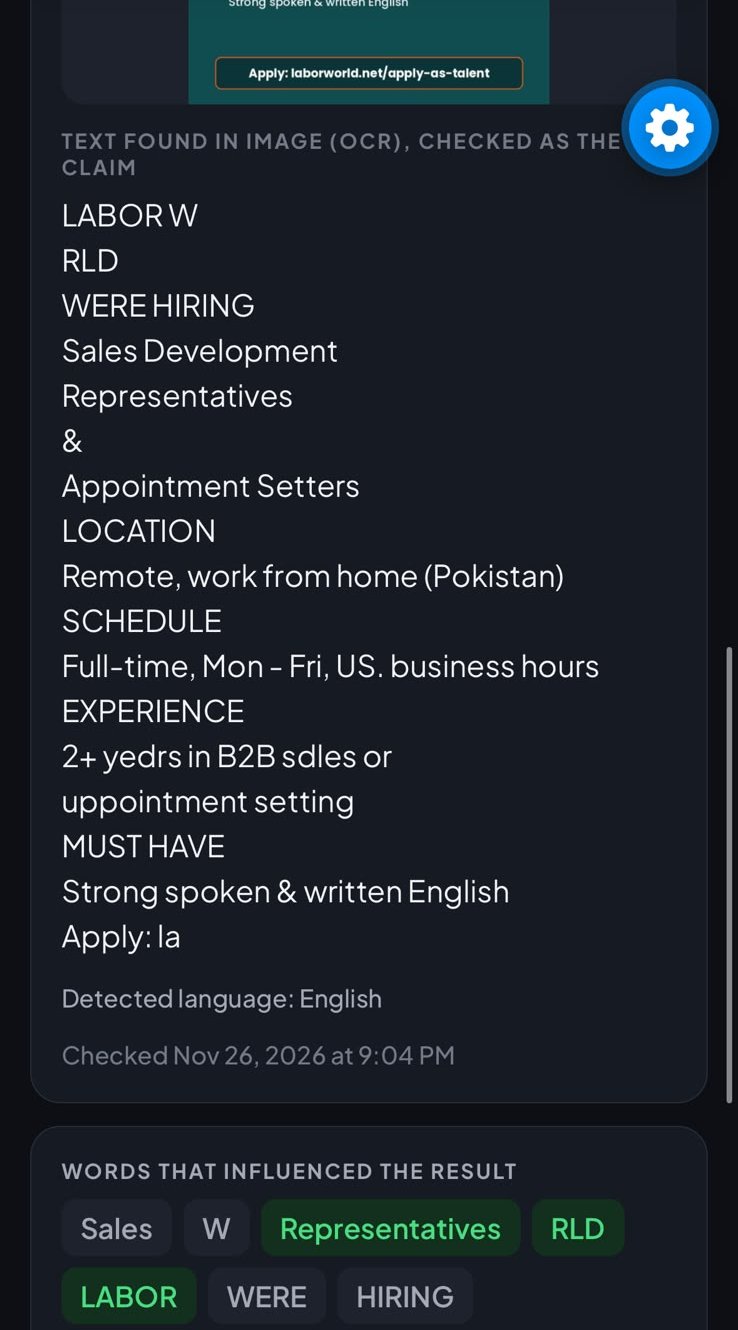 Strong spoken & written English
Apply: laborworld.net/apply-as-talent
TEXT FOUND IN IMAGE (OCR), CHECKED AS THE
CLAIM
LABOR W
RLD
WERE HIRING
Sales Development
Representatives
&
Appointment Setters
LOCATION
Remote, work from home (Pakistan)
SCHEDULE
Full-time, Mon - Fri, US. business hours
EXPERIENCE
2+ yedrs in B2B sdles or
uppointment setting
MUST HAVE
Strong spoken & written English
Apply: la
Detected language: English
Checked Nov 26, 2026 at 9:04 PM
WORDS THAT INFLUENCED THE RESULT
Sales W Representatives RLD
LABOR WERE HIRING